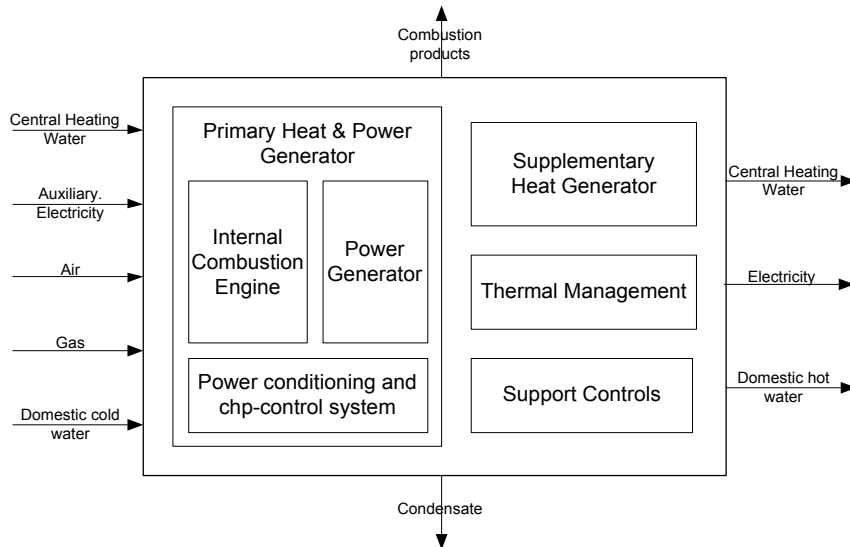 Combustion
products
Central Heating
Water
Auxiliary.
Electricity
Air
Gas
Domestic cold
water
Primary Heat & Power
Generator
Internal
Combustion
Engine
Power
Generator
Power conditioning and
chp-control system
Supplementary
Heat Generator
Thermal Management
Support Controls
Central Heating
Water
Electricity
Domestic hot
water
Condensate